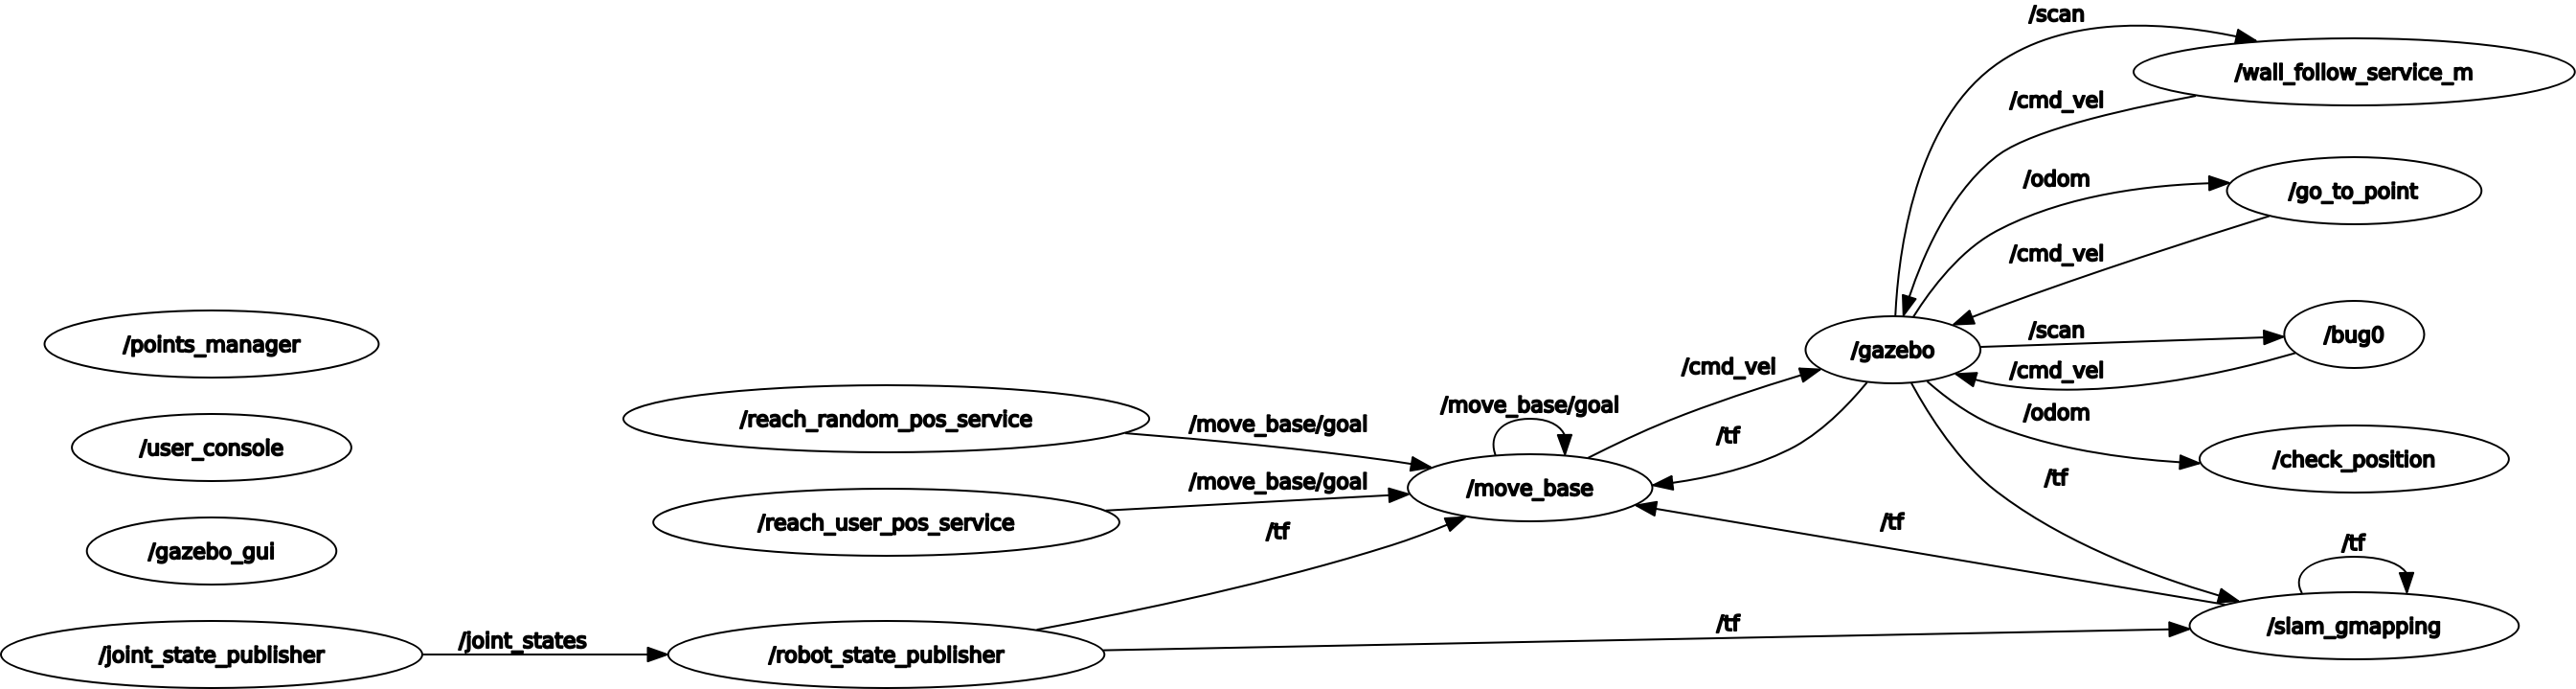 /scan
/wall_follow_service_m
/cmd_vel
/odom
/go_to_point
/cmd_vel
/points_manager
/scan
/bug0
/gazebo
/cmd_vel
/cmd_vel
/reach_random_pos_service
/move_base/goal
/move_base/goal
/odom
/user_console
/tf
/check_position
/move_base/goal
/move_base
/tf
/reach_user_pos_service
/tf
/tf
/gazebo_gui
/tf
/joint_state_publisher
/joint_states
/robot_state_publisher
/tf
/slam_gmapping